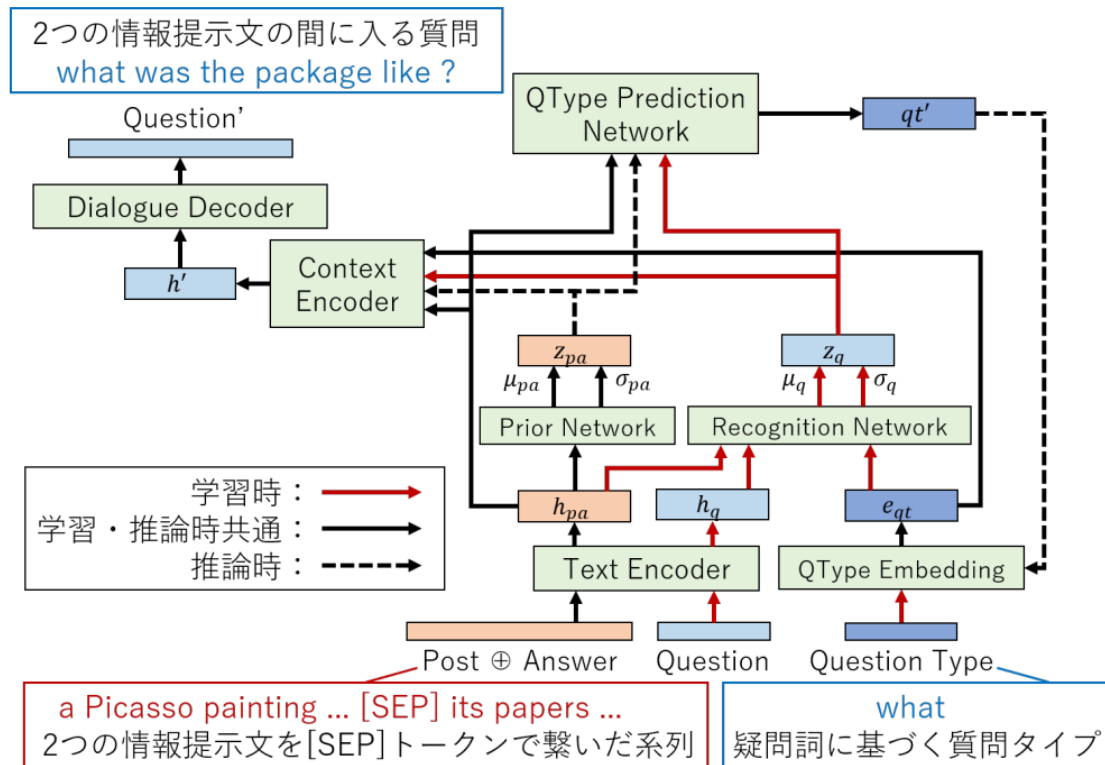 2つの情報提示文の間に入る質問
what was the package like ?
Question'
Dialogue Decoder
h'
Context
Encoder
QType Prediction
Network
qt'
z_pa
μ_pa
σ_pa
Prior Network
z_q
μ_q
σ_q
Recognition Network
h_pa
h_q
e_qt
Text Encoder
QType Embedding
学習時：
学習・推論時共通：
推論時：
Post ⊕ Answer
Question
Question Type
a Picasso painting ... [SEP] its papers ...
2つの情報提示文を[SEP]トークンで繋いだ系列
what
疑問詞に基づく質問タイプ